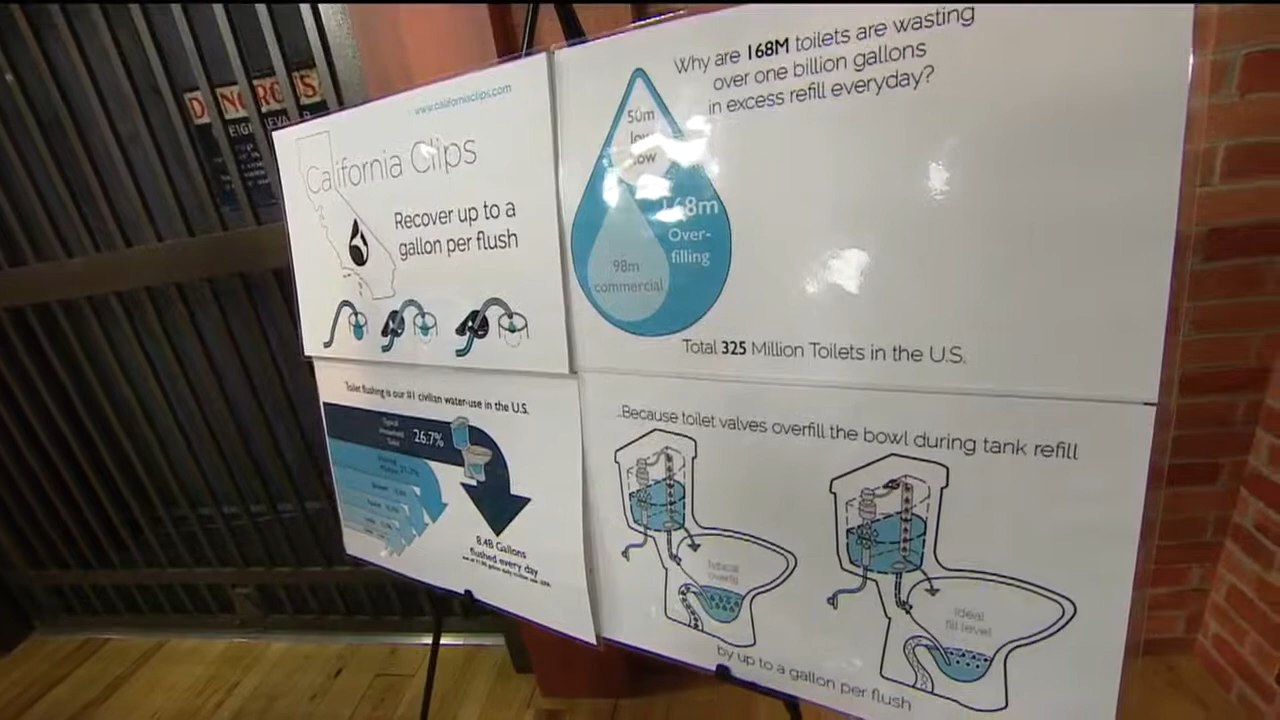 www.californiaclips.com
California Clips
Recover up to a
gallon per flush
Why are 168M toilets are wasting
over one billion gallons
in excess refill everyday?
50m
low
168m
Over-
filling
98m
commercial
Total 325 Million Toilets in the U.S.
Toilet flushing is our #1 civilian water-use in the U.S.
Typical
Household
Toilet
26.7%
8.4B Gallons
flushed every day
..Because toilet valves overfill the bowl during tank refill
Ideal
fill level
by up to a gallon per flush